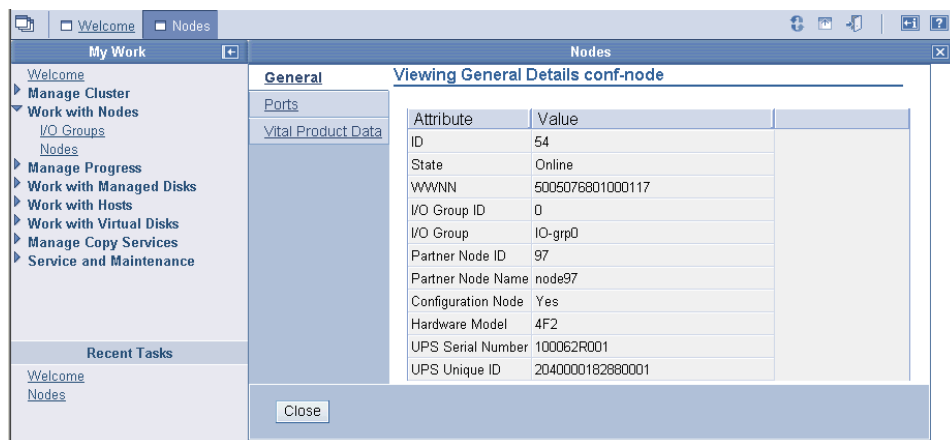 Welcome Nodes
My Work
Nodes
Welcome
Manage Cluster
Work with Nodes
I/O Groups
Nodes
Manage Progress
Work with Managed Disks
Work with Hosts
Work with Virtual Disks
Manage Copy Services
Service and Maintenance
Recent Tasks
Welcome
Nodes
General
Ports
Vital Product Data
Viewing General Details conf-node
Attribute Value
ID 54
State Online
WWNN 5005076801000117
I/O Group ID 0
I/O Group IO-grp0
Partner Node ID 97
Partner Node Name node97
Configuration Node Yes
Hardware Model 4F2
UPS Serial Number 100062R001
UPS Unique ID 2040000182880001
Close